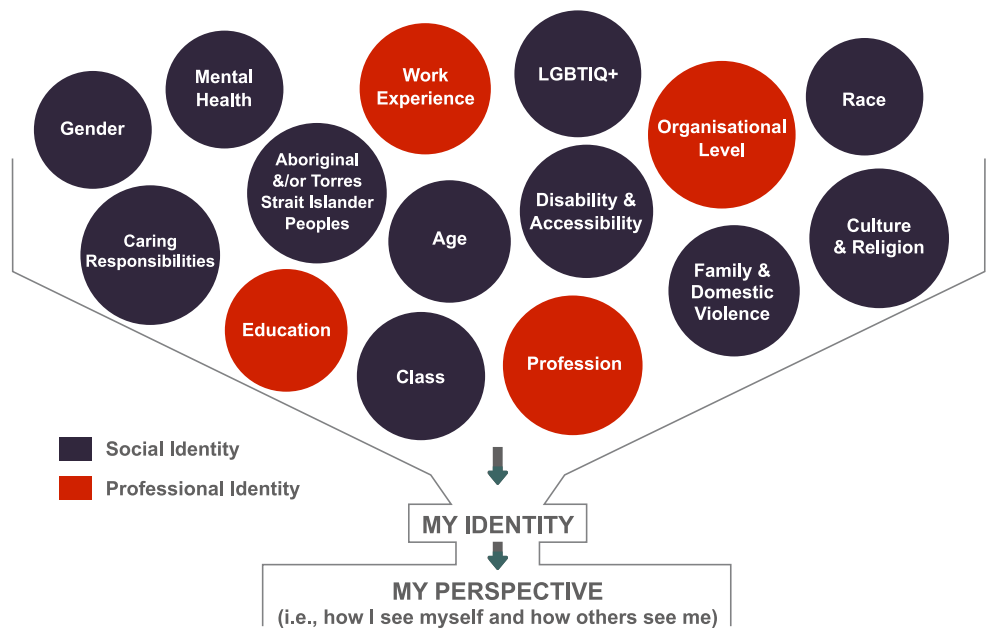 Gender
Mental
Health
Work
Experience
LGBTIQ+
Organisational
Level
Race
Caring
Responsibilities
Aboriginal
&/or Torres
Strait Islander
Peoples
Age
Disability &
Accessibility
Family &
Domestic
Violence
Culture
& Religion
Education
Class
Profession
Social Identity
Professional Identity
MY IDENTITY
MY PERSPECTIVE
(i.e., how I see myself and how others see me)